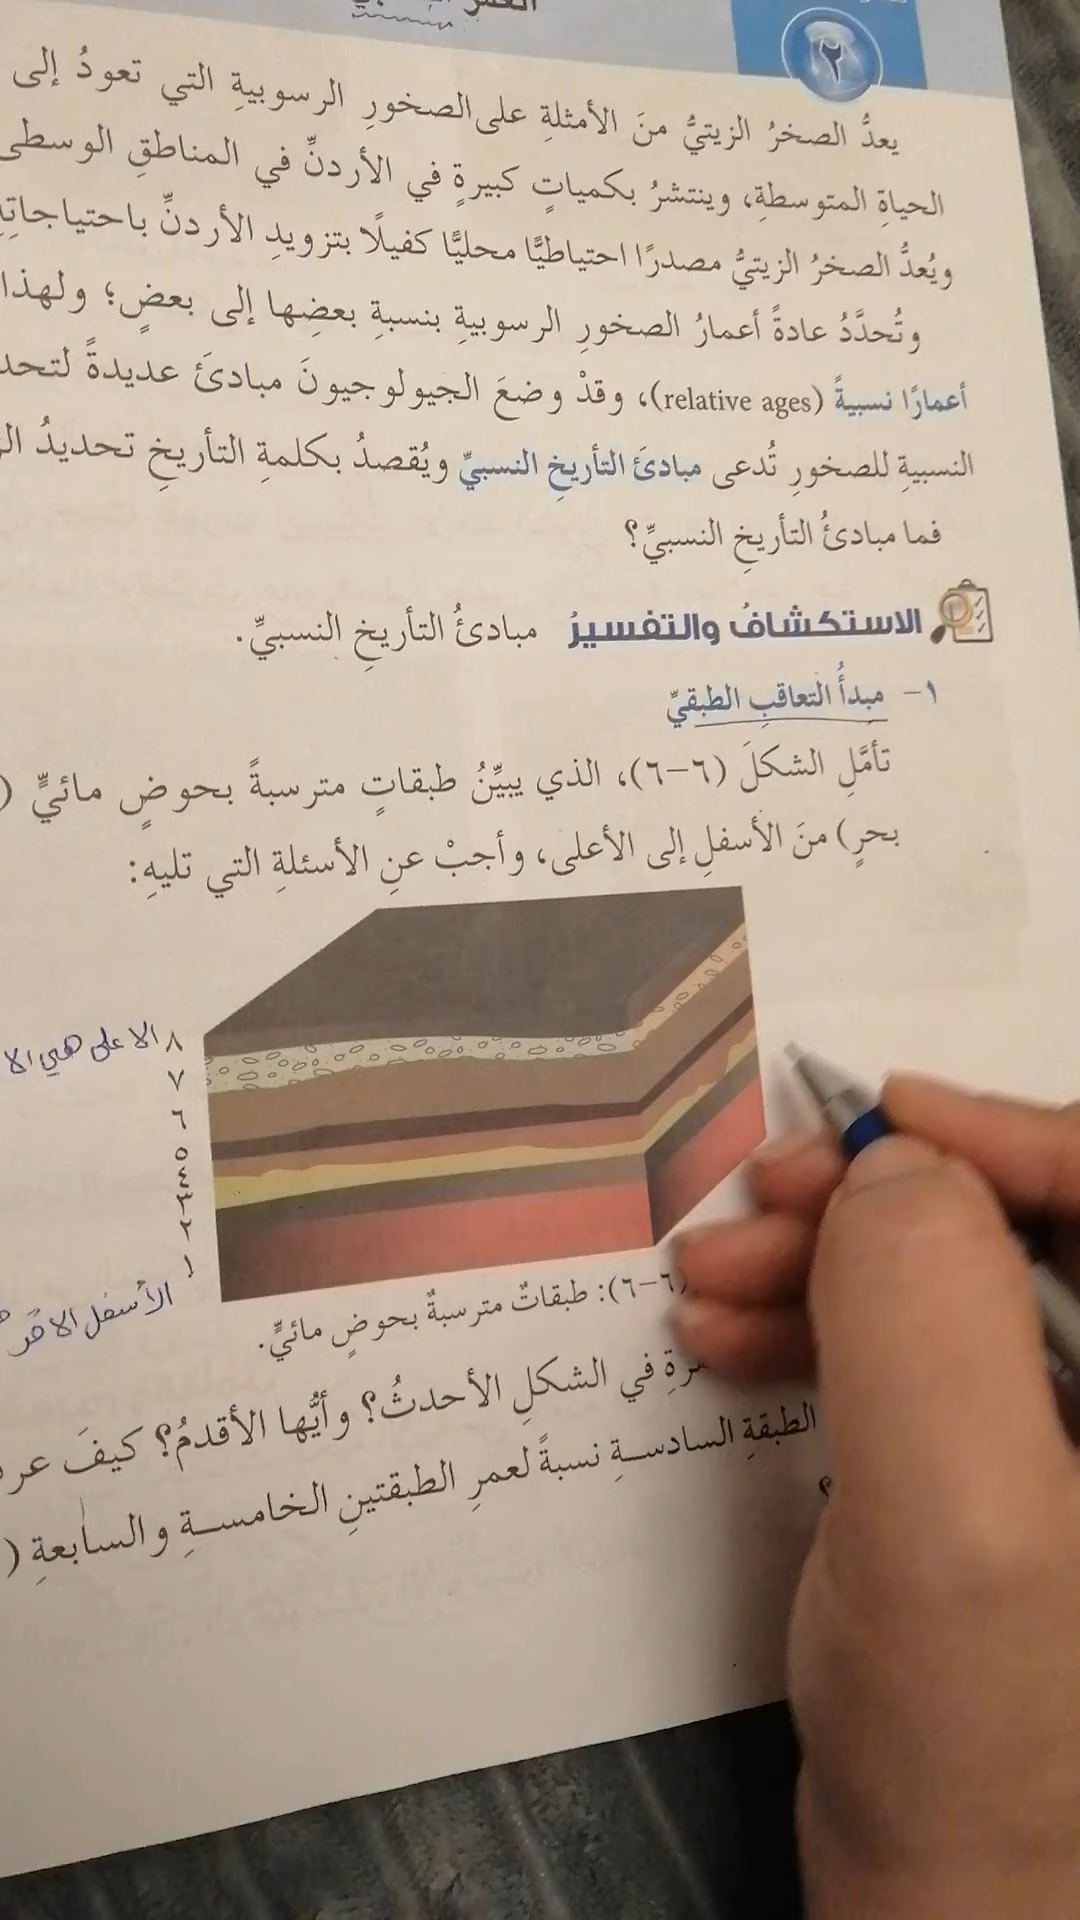 ٢
يعدُّ الصخرُ الزيتيُّ منَ الأمثلةِ على الصخورِ الرسوبيةِ التي تعودُ إلى
الحياةِ المتوسطةِ، وينتشرُ بكمياتٍ كبيرةٍ في الأردنِّ في المناطقِ الوسطى
ويُعدُّ الصخرُ الزيتيُّ مصدرًا احتياطيًّا محليًّا كفيلًا بتزويدِ الأردنِّ باحتياجاتِهِ
وتُحدَّدُ عادةً أعمارُ الصخورِ الرسوبيةِ بنسبةِ بعضِها إلى بعضٍ؛ ولهذا
أعمارًا نسبيةً (relative ages)، وقدْ وضعَ الجيولوجيونَ مبادئَ عديدةً
النسبيةِ للصخورِ تُدعى مبادئَ التأريخِ النسبيِّ ويُقصدُ بكلمةِ التأريخِ تحديدُ
فما مبادئُ التأريخِ النسبيِّ؟
الاستكشافُ والتفسيرُ مبادئُ التأريخِ النسبيِّ.
١- مبدأُ التعاقبِ الطبقيِّ
تأمَّلِ الشكلَ (٦-٦)، الذي يبيِّنُ طبقاتٍ مترسبةً بحوضٍ مائيٍّ (
بحرٍ) منَ الأسفلِ إلى الأعلى، وأجبْ عنِ الأسئلةِ التي تليهِ:
٨ الاعلى هي الا
٧
٦
٥
٤
٣
٢
١
الأسفل الاقد
(٦-٦): طبقاتٌ مترسبةٌ بحوضٍ مائيٍّ.
في الشكلِ الأحدثُ؟ وأيُّها الأقدمُ؟ كيفَ
الطبقةِ السادسةِ نسبةً لعمرِ الطبقتينِ الخامسةِ والسابعةِ (
؟